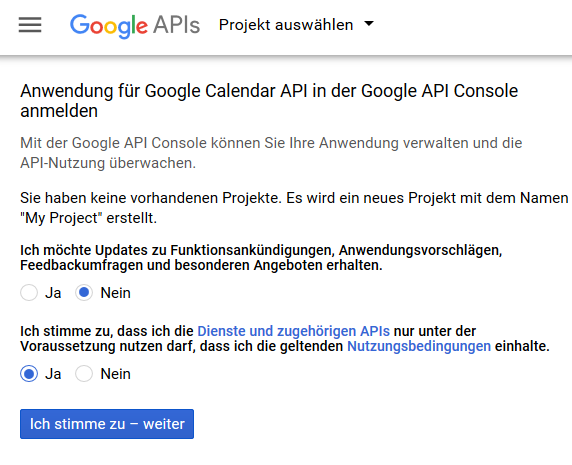 Google APIs Projekt auswählen
Anwendung für Google Calendar API in der Google API Console
anmelden
Mit der Google API Console können Sie Ihre Anwendung verwalten und die
API-Nutzung überwachen.
Sie haben keine vorhandenen Projekte. Es wird ein neues Projekt mit dem Namen
"My Project" erstellt.
Ich möchte Updates zu Funktionsankündigungen, Anwendungsvorschlägen,
Feedbackumfragen und besonderen Angeboten erhalten.
Ja Nein
Ich stimme zu, dass ich die Dienste und zugehörigen APIs nur unter der
Voraussetzung nutzen darf, dass ich die geltenden Nutzungsbedingungen einhalte.
Ja Nein
Ich stimme zu – weiter